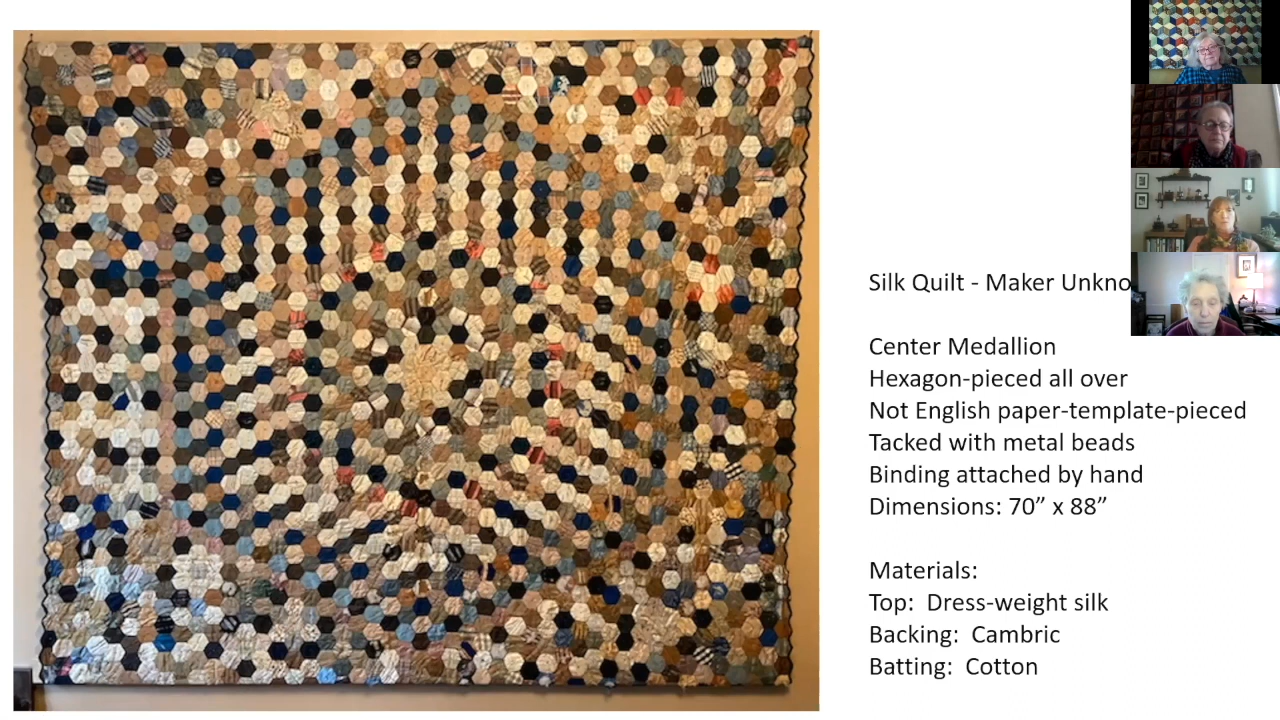 Silk Quilt - Maker Unkno
Center Medallion
Hexagon-pieced all over
Not English paper-template-pieced
Tacked with metal beads
Binding attached by hand
Dimensions: 70” x 88”
Materials:
Top:  Dress-weight silk
Backing:  Cambric
Batting:  Cotton